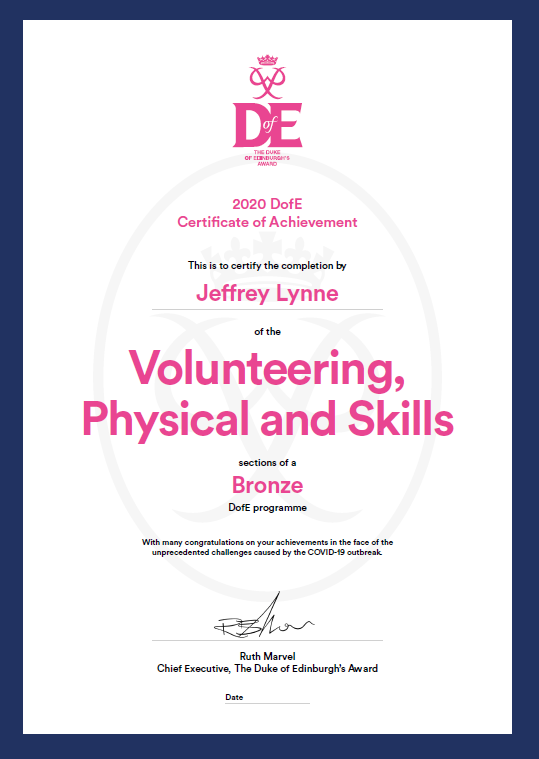 DofE
THE DUKE
OF EDINBURGH'S
AWARD
2020 DofE
Certificate of Achievement
This is to certify the completion by
Jeffrey Lynne
of the
Volunteering,
Physical and Skills
sections of a
Bronze
DofE programme
With many congratulations on your achievements in the face of the
unprecedented challenges caused by the COVID-19 outbreak.
Ruth Marvel
Chief Executive, The Duke of Edinburgh's Award
Date